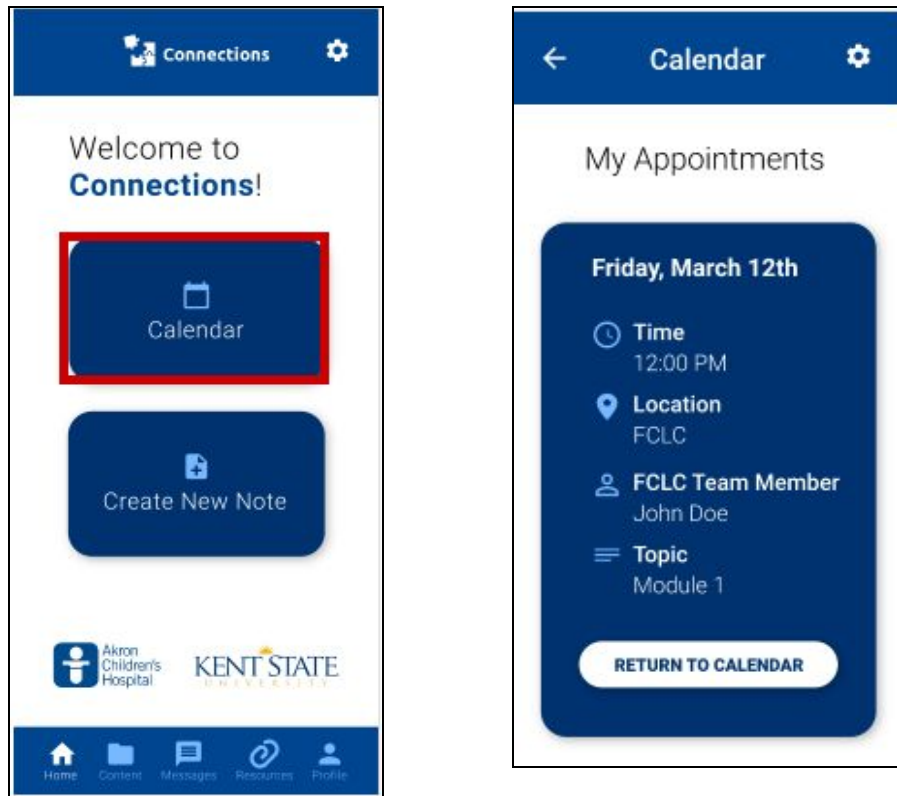 Connections
Welcome to
Connections!
Calendar
Create New Note
Akron
Children's
Hospital
KENT STATE
UNIVERSITY
Home Content Messages Resources Profile
Calendar
My Appointments
Friday, March 12th
Time
12:00 PM
Location
FCLC
FCLC Team Member
John Doe
Topic
Module 1
RETURN TO CALENDAR